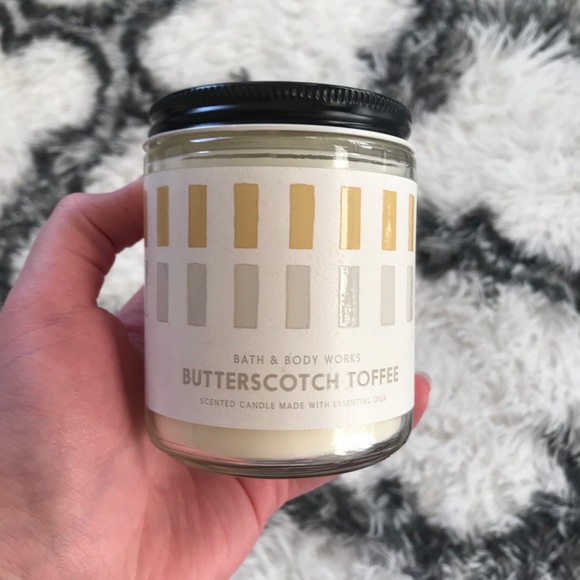 BATH & BODY WORKS
BUTTERSCOTCH TOFFEE
SCENTED CANDLE MADE WITH ESSENTIAL OILS